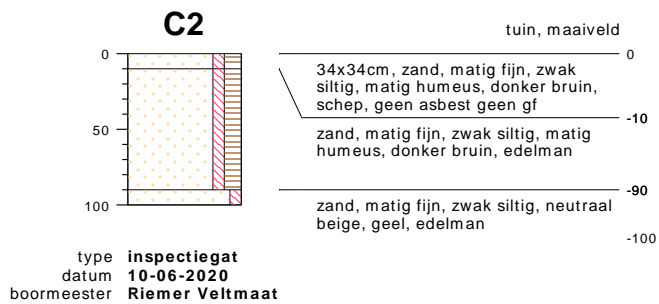 C2
tuin, maaiveld
0
0
34x34cm, zand, matig fijn, zwak
siltig, matig humeus, donker bruin,
schep, geen asbest geen gf
-10
50
zand, matig fijn, zwak siltig, matig
humeus, donker bruin, edelman
-90
100
zand, matig fijn, zwak siltig, neutraal
beige, geel, edelman
-100
type inspectiegat
datum 10-06-2020
boormeester Riemer Veltmaat